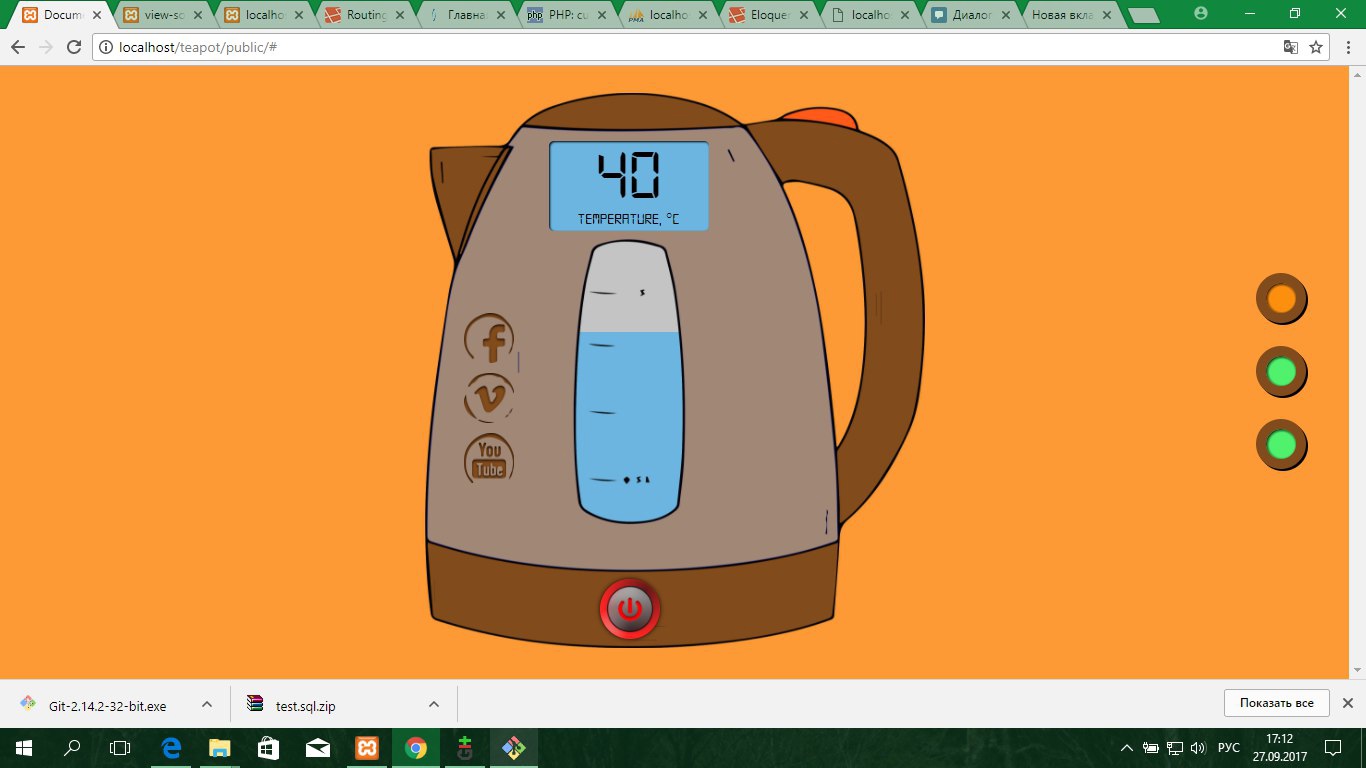 Docum
view-so
localho
Routing
Главна
PHP: cu
localho
Eloque
localho
Диалог
Новая вкла
localhost/teapot/public/#
40
TEMPERATURE, °C
f
v
You
Tube
Git-2.14.2-32-bit.exe
test.sql.zip
Показать все
РУС
17:12
27.09.2017